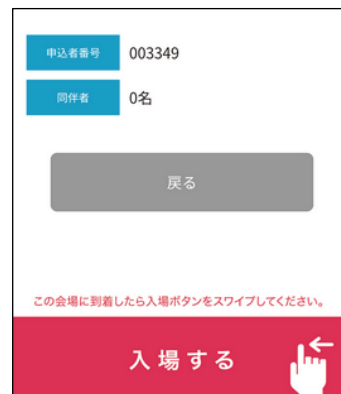 申込者番号 003349
同伴者 0名
戻る
この会場に到着したら入場ボタンをスワイプしてください。
入場する